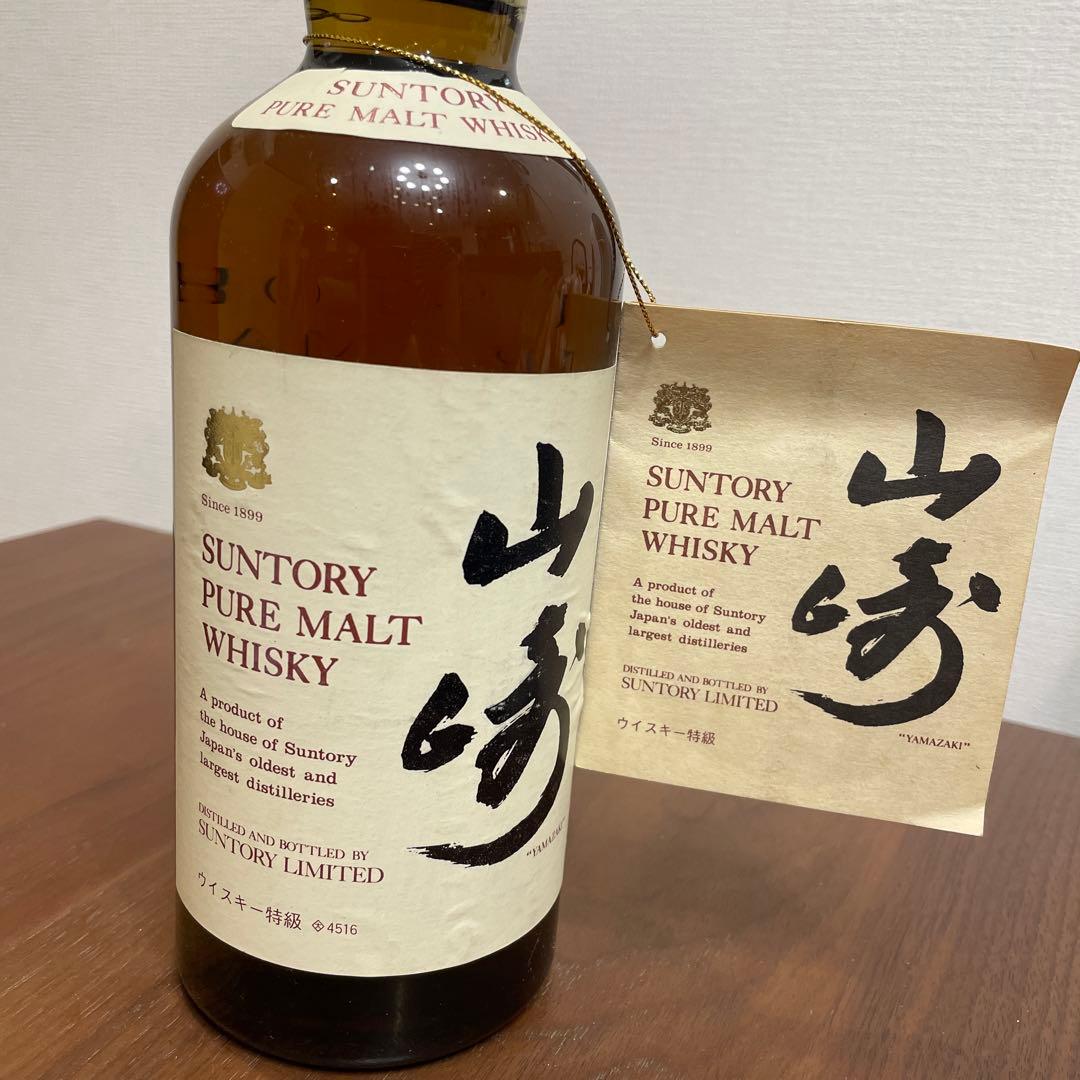 SUNTORY
PURE MALT WHISKY
Since 1899
SUNTORY
PURE MALT
WHISKY
A product of
the house of Suntory
Japan's oldest and
largest distilleries
DISTILLED AND BOTTLED BY
SUNTORY LIMITED
ウイスキー特級 大 4516
山崎
"YAMAZAKI"
Since 1899
SUNTORY
PURE MALT
WHISKY
A product of
the house of Suntory
Japan's oldest and
largest distilleries
DISTILLED AND BOTTLED BY
SUNTORY LIMITED
ウイスキー特級
山崎
"YAMAZAKI"